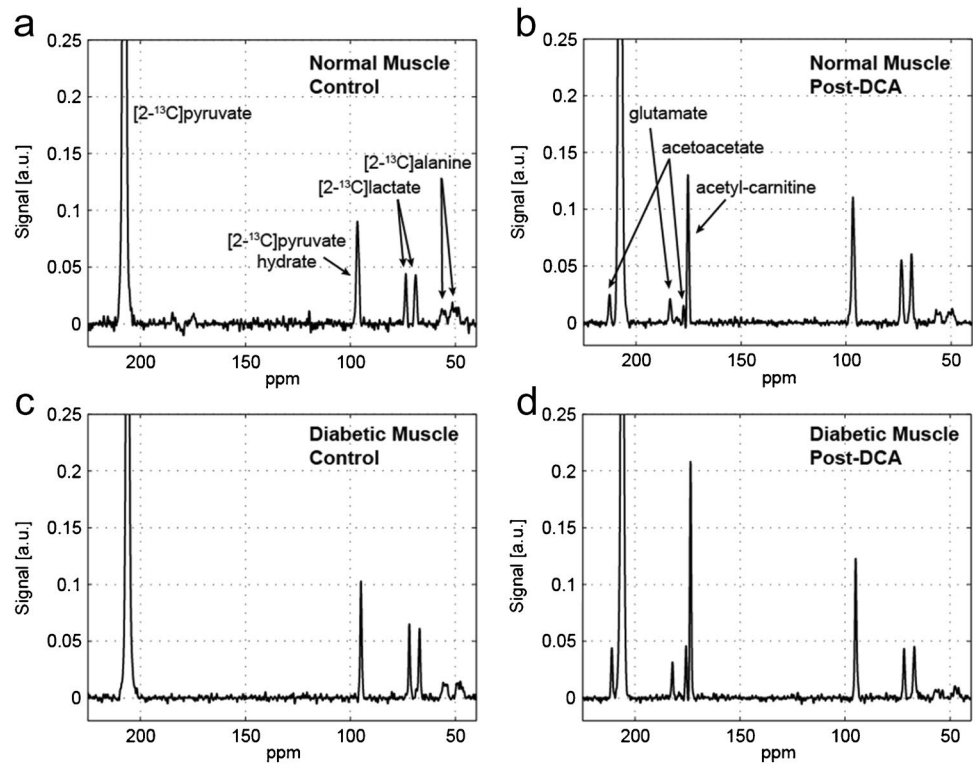 a
0.25
0.2
0.15
0.1
0.05
0
Signal [a.u.]
Normal Muscle
Control
[2-¹³C]pyruvate
[2-¹³C]alanine
[2-¹³C]lactate
[2-¹³C]pyruvate
hydrate
200
150
100
50
ppm
b
0.25
0.2
0.15
0.1
0.05
0
Signal [a.u.]
Normal Muscle
Post-DCA
glutamate
acetoacetate
acetyl-carnitine
200
150
100
50
ppm
c
0.25
0.2
0.15
0.1
0.05
0
Signal [a.u.]
Diabetic Muscle
Control
200
150
100
50
ppm
d
0.25
0.2
0.15
0.1
0.05
0
Signal [a.u.]
Diabetic Muscle
Post-DCA
200
150
100
50
ppm